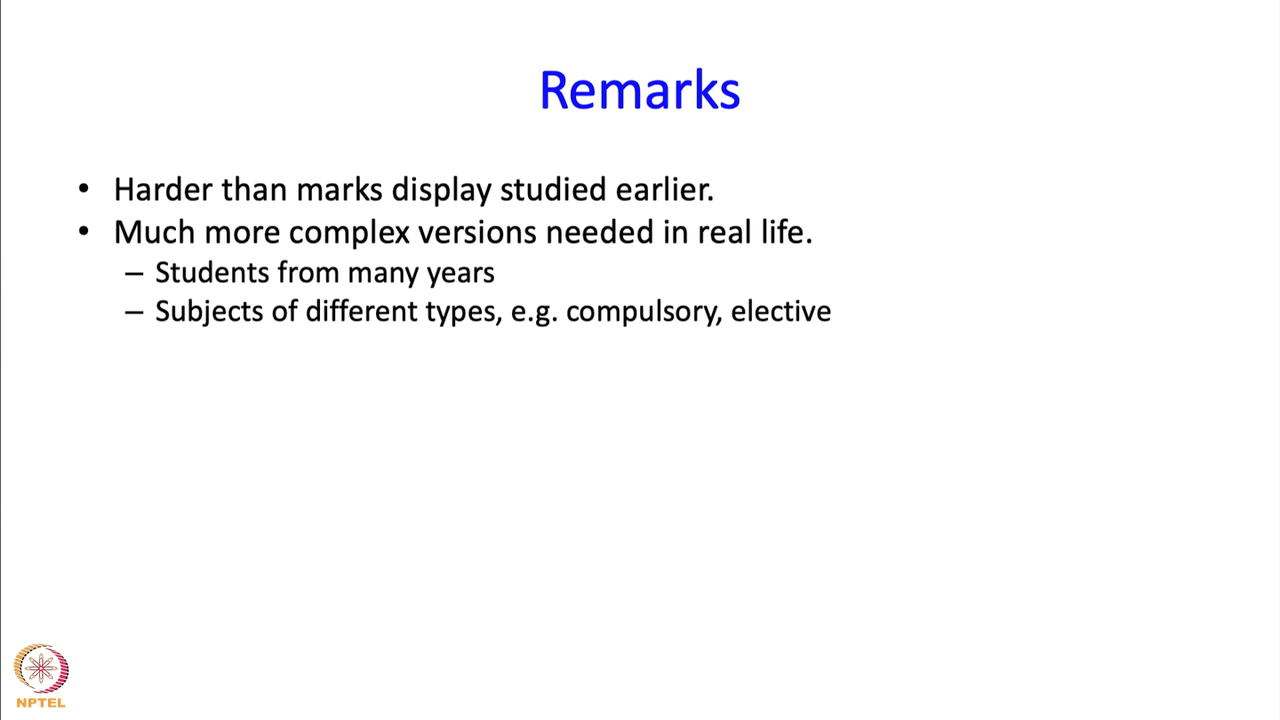 Remarks
• Harder than marks display studied earlier.
• Much more complex versions needed in real life.
– Students from many years
– Subjects of different types, e.g. compulsory, elective
NPTEL